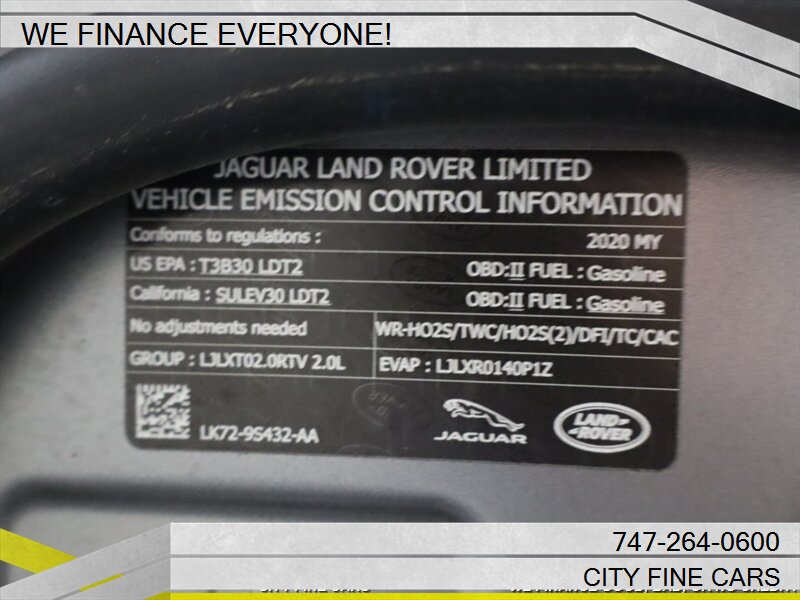 WE FINANCE EVERYONE!
JAGUAR LAND ROVER LIMITED
VEHICLE EMISSION CONTROL INFORMATION
Conforms to regulations : 2020 MY
US EPA : T3B30 LDT2 OBD:II FUEL : Gasoline
California : SULEV30 LDT2 OBD:II FUEL : Gasoline
No adjustments needed WR-HO2S/TWC/HO2S(2)/DFI/TC/CAC
GROUP : LJLXT02.0RTV 2.0L EVAP : LJLXR0140P1Z
LK72-9S432-AA JAGUAR LAND ROVER
747-264-0600
CITY FINE CARS